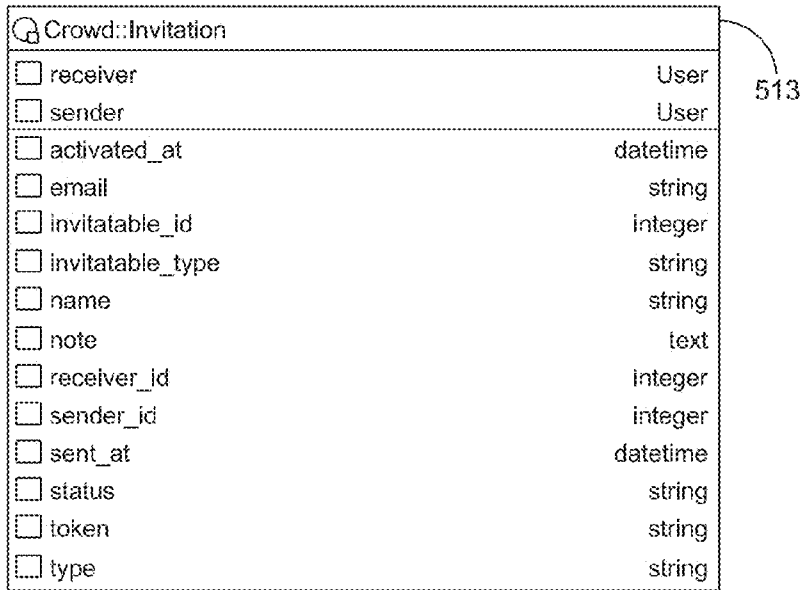 Crowd::Invitation
receiver User
sender User
activated_at datetime
email string
invitatable_id integer
invitatable_type string
name string
note text
receiver_id integer
sender_id integer
sent_at datetime
status string
token string
type string
513